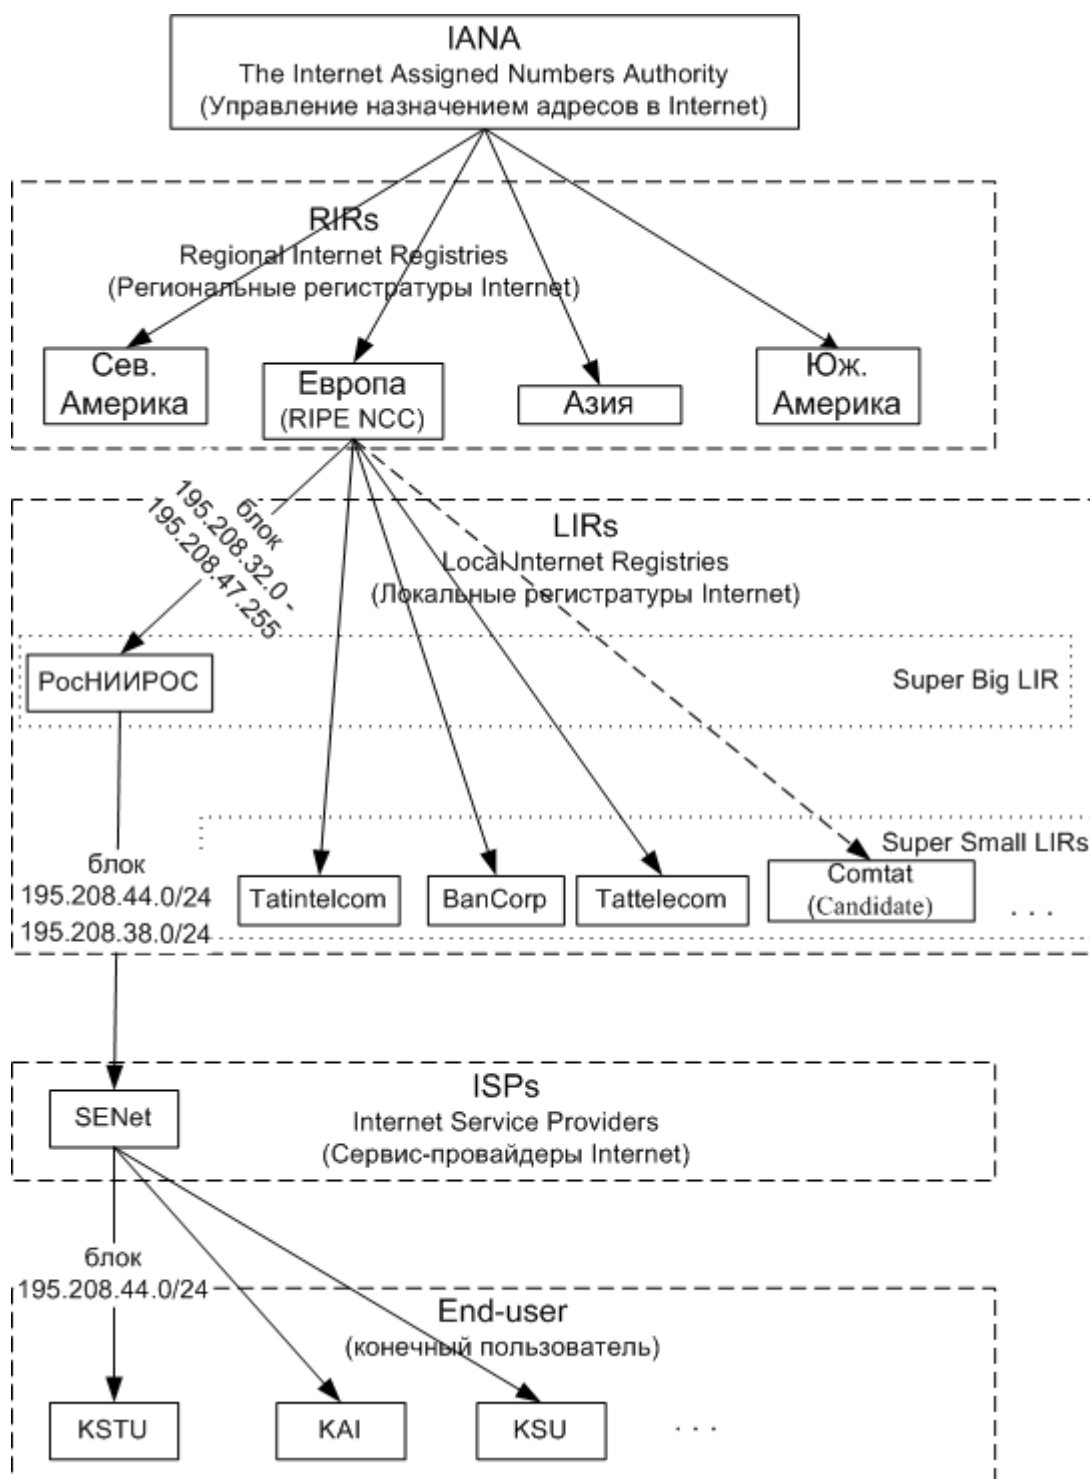 IANA
The Internet Assigned Numbers Authority
(Управление назначением адресов в Internet)
RIRs
Regional Internet Registries
(Региональные регистратуры Internet)
Сев.
Америка
Европа
(RIPE NCC)
Азия
Юж.
Америка
блок
195.208.32.0 -
195.208.47.255
LIRs
Local Internet Registries
(Локальные регистратуры Internet)
РосНИИРОС
Super Big LIR
Super Small LIRs
блок
195.208.44.0/24
195.208.38.0/24
Tatintelcom
BanCorp
Tattelecom
Comtat
(Candidate)
. . .
ISPs
Internet Service Providers
(Сервис-провайдеры Internet)
SENet
блок
195.208.44.0/24
End-user
(конечный пользователь)
KSTU
KAI
KSU
. . .